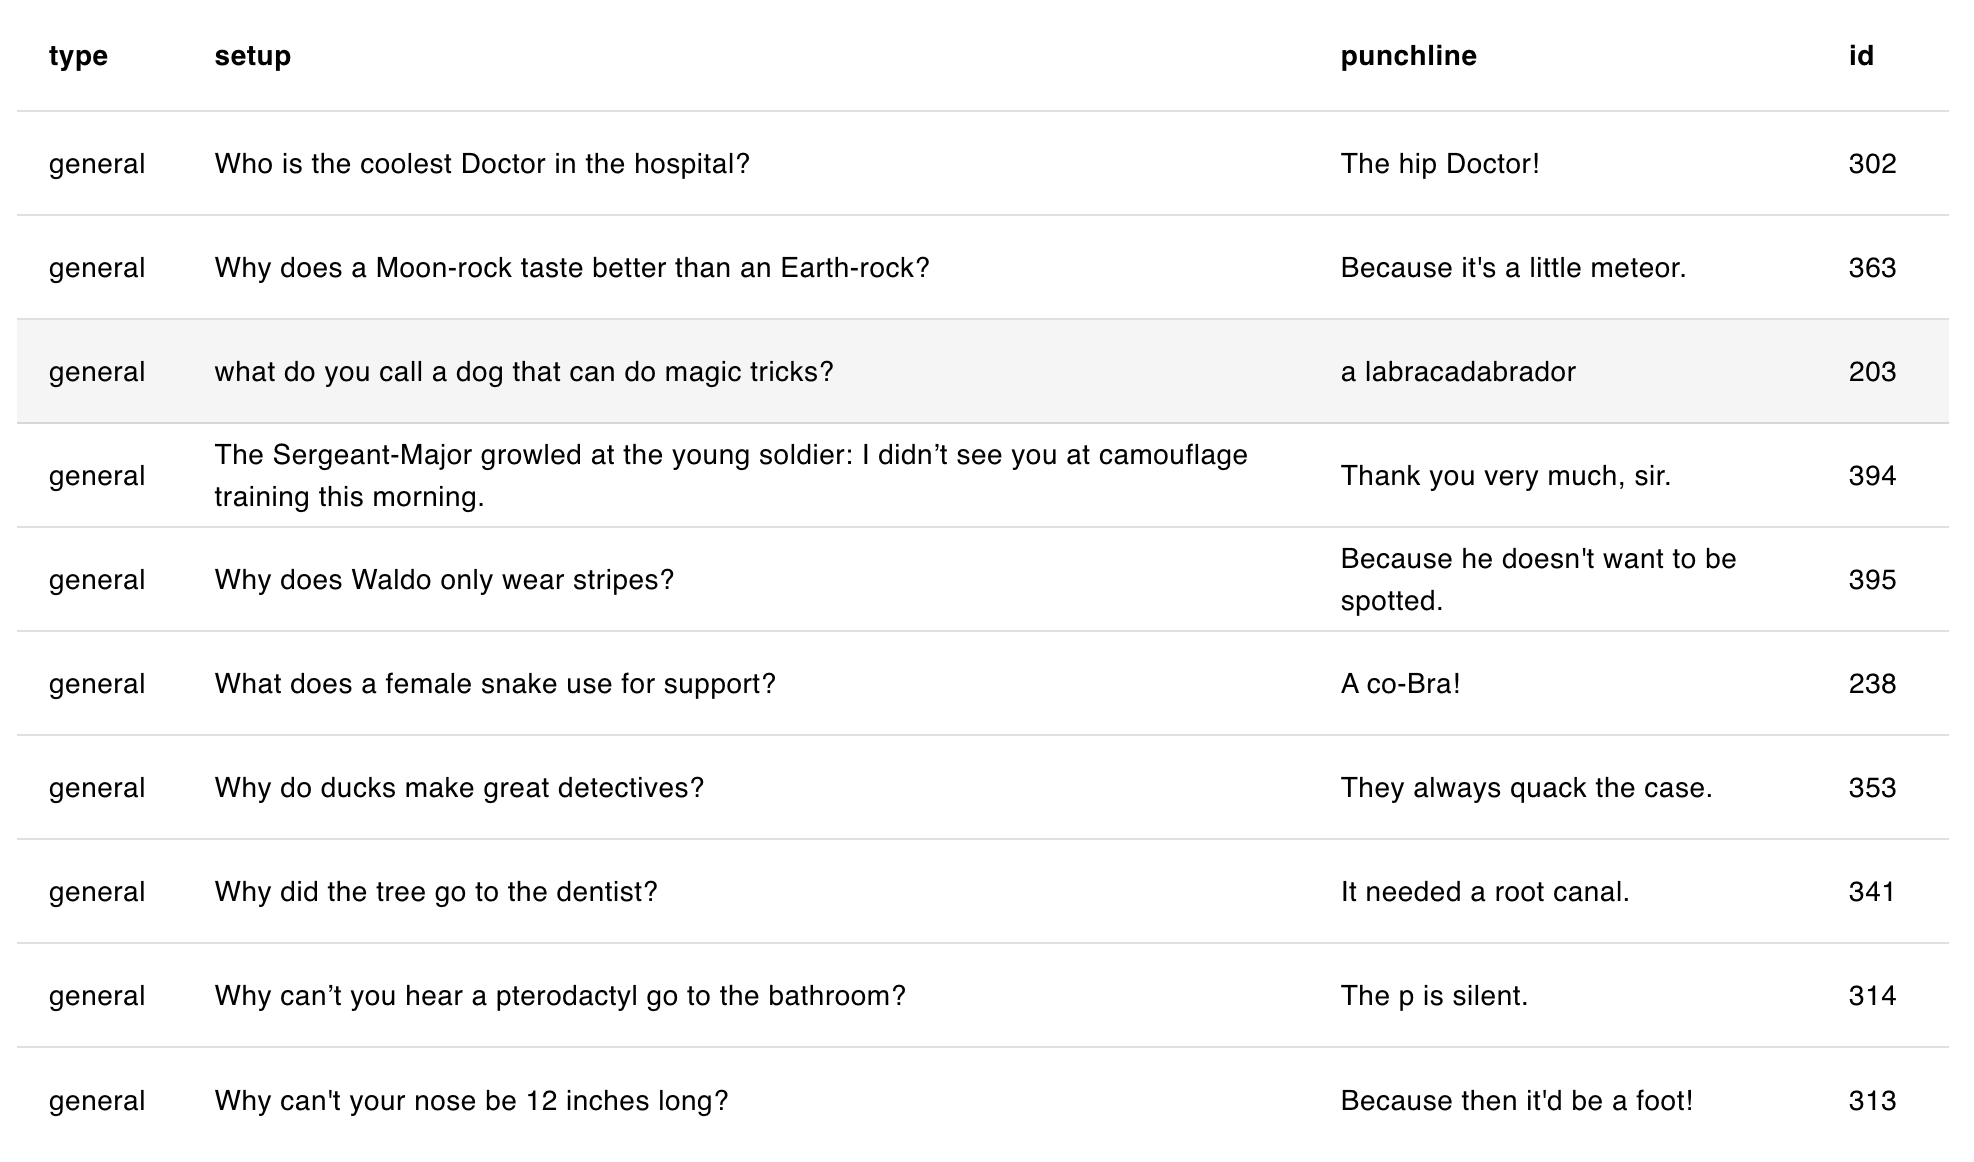 type setup punchline id
general Who is the coolest Doctor in the hospital? The hip Doctor! 302
general Why does a Moon-rock taste better than an Earth-rock? Because it's a little meteor. 363
general what do you call a dog that can do magic tricks? a labracadabrador 203
general The Sergeant-Major growled at the young soldier: I didn’t see you at camouflage
training this morning. Thank you very much, sir. 394
general Why does Waldo only wear stripes? Because he doesn't want to be
spotted. 395
general What does a female snake use for support? A co-Bra! 238
general Why do ducks make great detectives? They always quack the case. 353
general Why did the tree go to the dentist? It needed a root canal. 341
general Why can’t you hear a pterodactyl go to the bathroom? The p is silent. 314
general Why can't your nose be 12 inches long? Because then it'd be a foot! 313